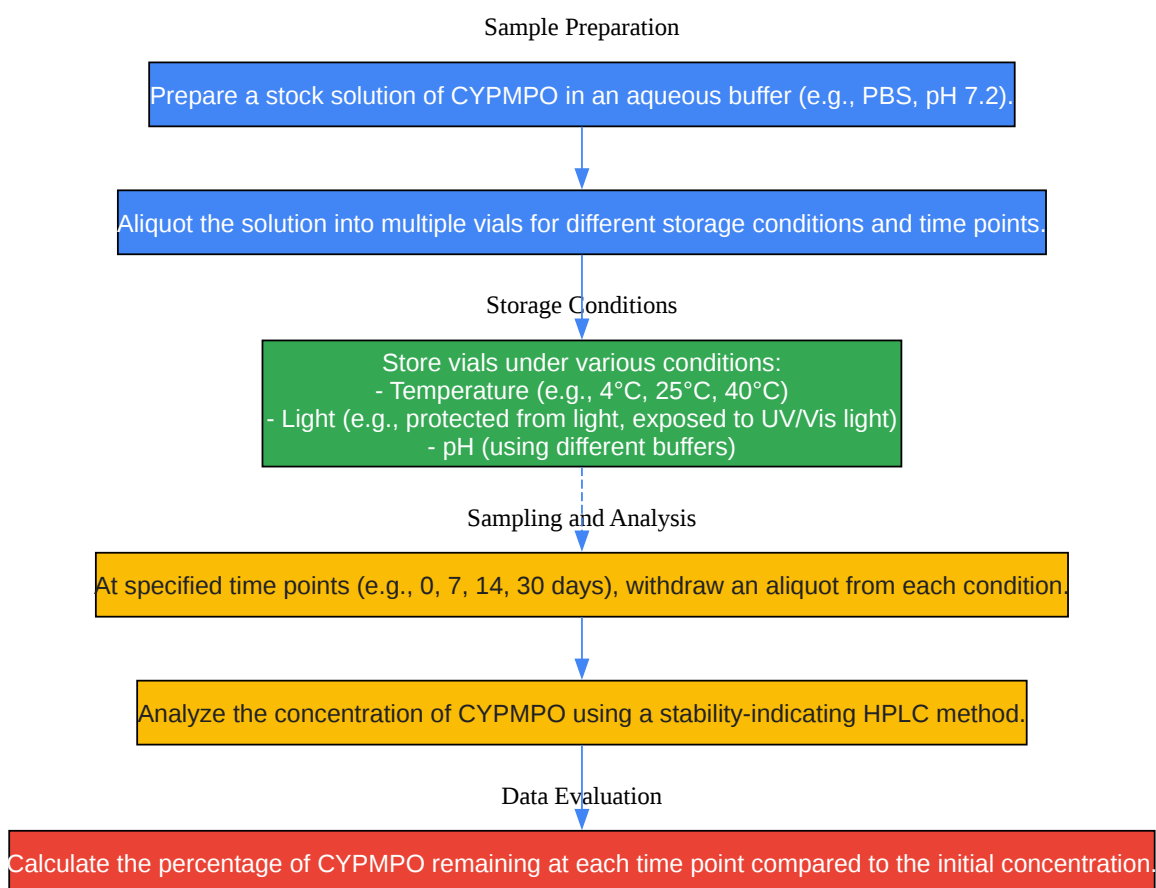 Sample Preparation
Prepare a stock solution of CYPMPO in an aqueous buffer (e.g., PBS, pH 7.2).
Aliquot the solution into multiple vials for different storage conditions and time points.
Storage Conditions
Store vials under various conditions:
- Temperature (e.g., 4°C, 25°C, 40°C)
- Light (e.g., protected from light, exposed to UV/Vis light)
- pH (using different buffers)
Sampling and Analysis
At specified time points (e.g., 0, 7, 14, 30 days), withdraw an aliquot from each condition.
Analyze the concentration of CYPMPO using a stability-indicating HPLC method.
Data Evaluation
Calculate the percentage of CYPMPO remaining at each time point compared to the initial concentration.